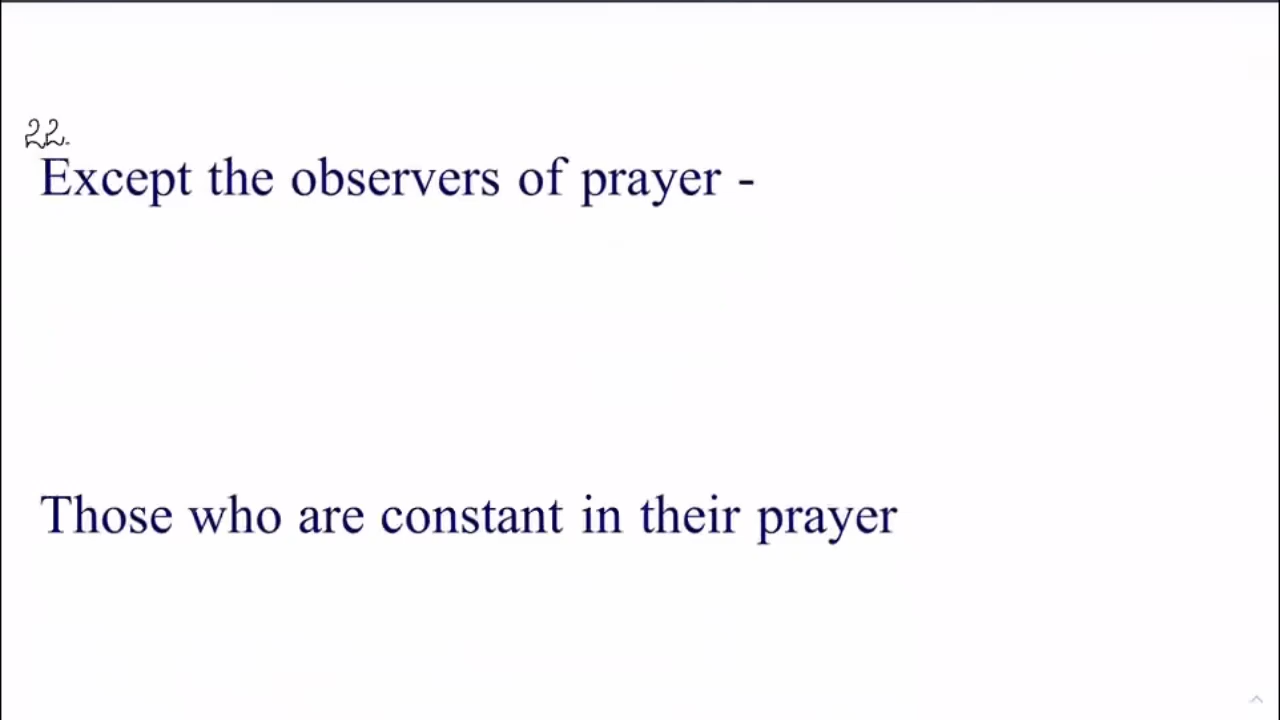 22.
Except the observers of prayer -
Those who are constant in their prayer